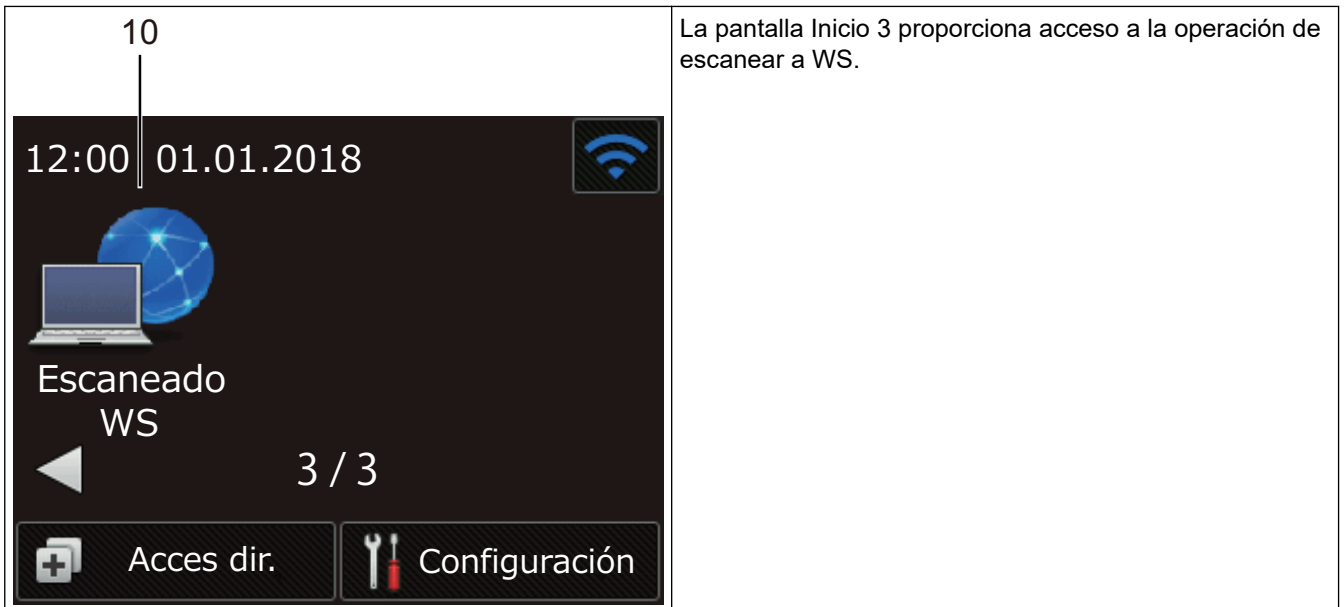 10
La pantalla Inicio 3 proporciona acceso a la operación de
escanear a WS.
12:00 01.01.2018
Escaneado
WS
3 / 3
Acces dir.
Configuración